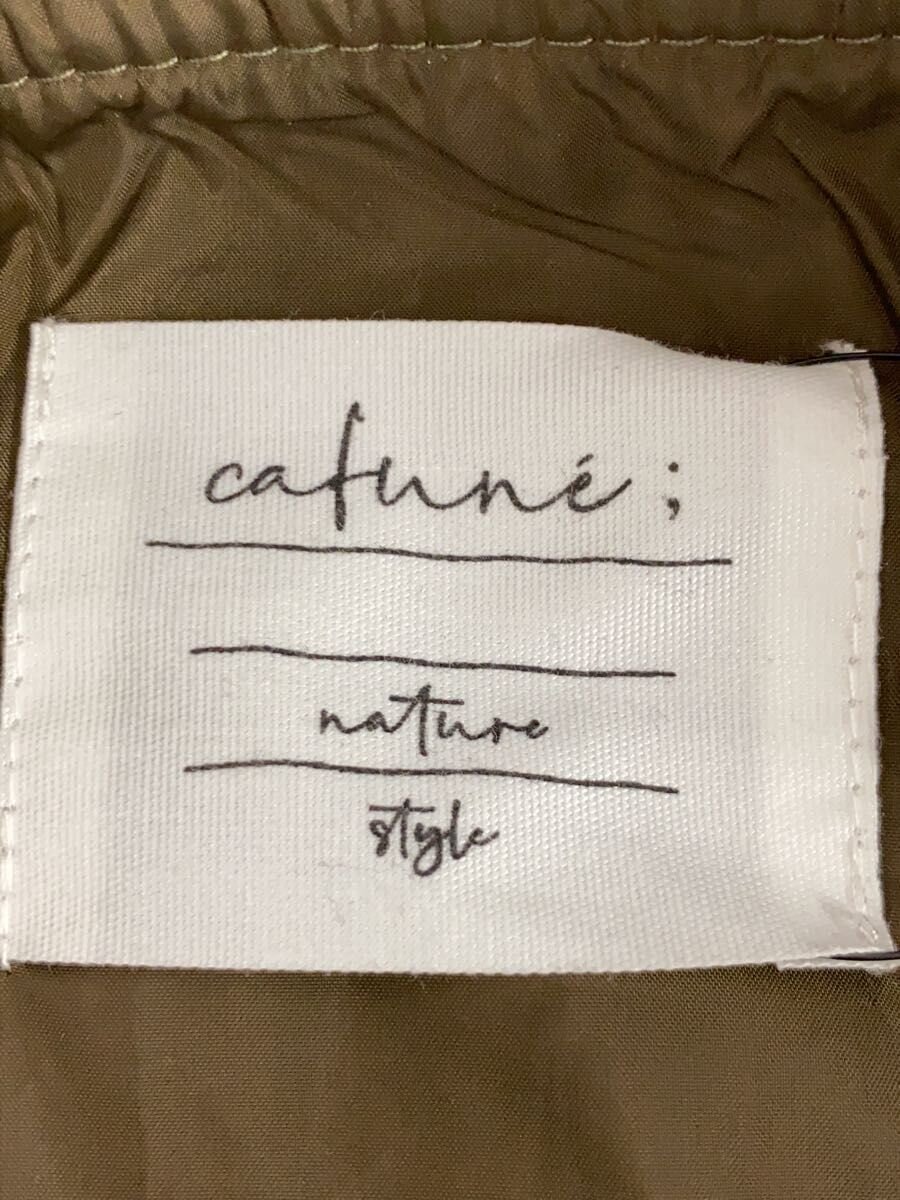 cafuné ;
nature
style